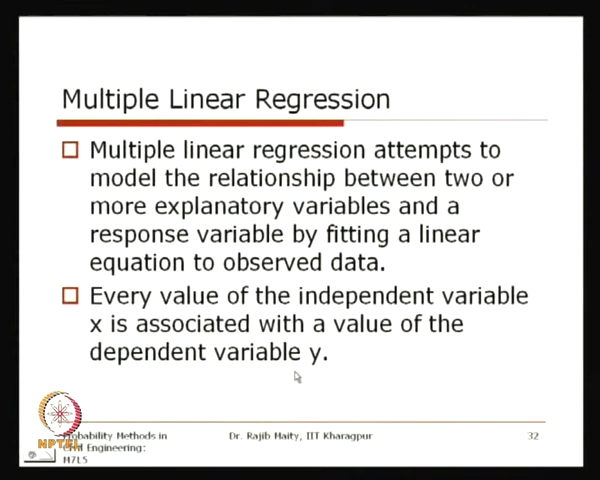 Multiple Linear Regression
Multiple linear regression attempts to
model the relationship between two or
more explanatory variables and a
response variable by fitting a linear
equation to observed data.
Every value of the independent variable
x is associated with a value of the
dependent variable y.
Probability Methods in
Civil Engineering:
M7L5
Dr. Rajib Maity, IIT Kharagpur
32
NPTEL